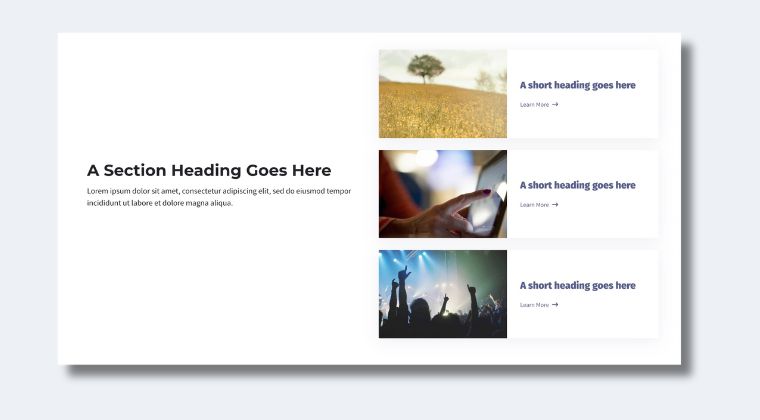 A Section Heading Goes Here
Lorem ipsum dolor sit amet, consectetur adipiscing elit, sed do eiusmod tempor
incididunt ut labore et dolore magna aliqua.
A short heading goes here
Learn More →
A short heading goes here
Learn More →
A short heading goes here
Learn More →